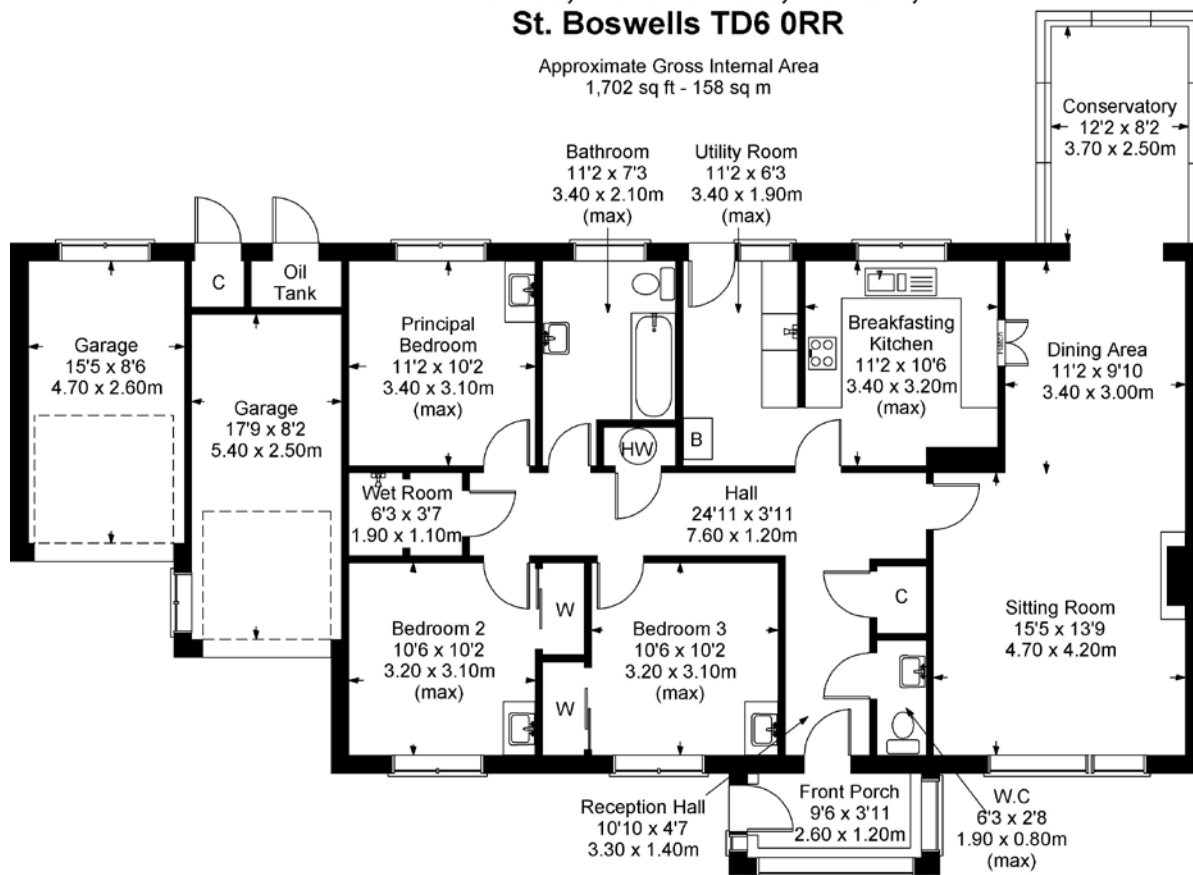 St. Boswells TD6 0RR
Approximate Gross Internal Area
1,702 sq ft - 158 sq m
Conservatory
12'2 x 8'2
3.70 x 2.50m
Bathroom
11'2 x 7'3
3.40 x 2.10m
(max)
Utility Room
11'2 x 6'3
3.40 x 1.90m
(max)
C
Oil
Tank
Garage
15'5 x 8'6
4.70 x 2.60m
Garage
17'9 x 8'2
5.40 x 2.50m
Principal
Bedroom
11'2 x 10'2
3.40 x 3.10m
(max)
Breakfasting
Kitchen
11'2 x 10'6
3.40 x 3.20m
(max)
Hatch
Dining Area
11'2 x 9'10
3.40 x 3.00m
B
HW
Wet Room
6'3 x 3'7
1.90 x 1.10m
Hall
24'11 x 3'11
7.60 x 1.20m
W
C
Bedroom 2
10'6 x 10'2
3.20 x 3.10m
(max)
Bedroom 3
10'6 x 10'2
3.20 x 3.10m
(max)
Sitting Room
15'5 x 13'9
4.70 x 4.20m
W
Reception Hall
10'10 x 4'7
3.30 x 1.40m
Front Porch
9'6 x 3'11
2.60 x 1.20m
W.C
6'3 x 2'8
1.90 x 0.80m
(max)